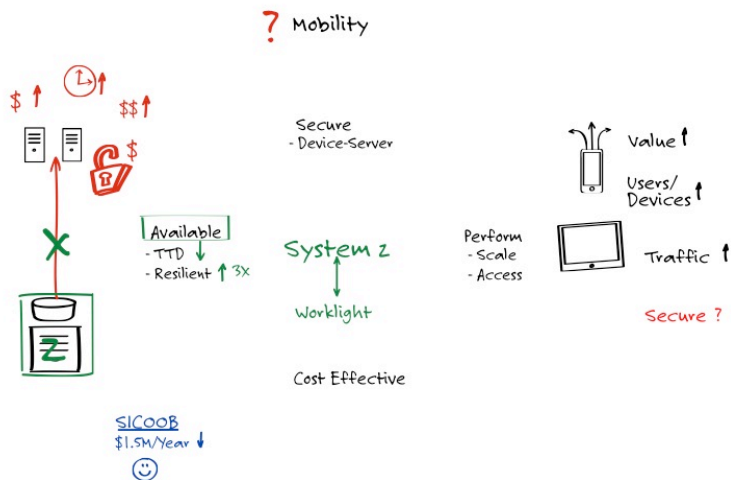 ? Mobility
$
$$
$
Secure
- Device-Server
Value
Users/
Devices
Available
- TTD
- Resilient 3x
System z
Worklight
Perform
- Scale
- Access
Traffic
Secure ?
Z
Cost Effective
SICOOB
$1.5M/Year